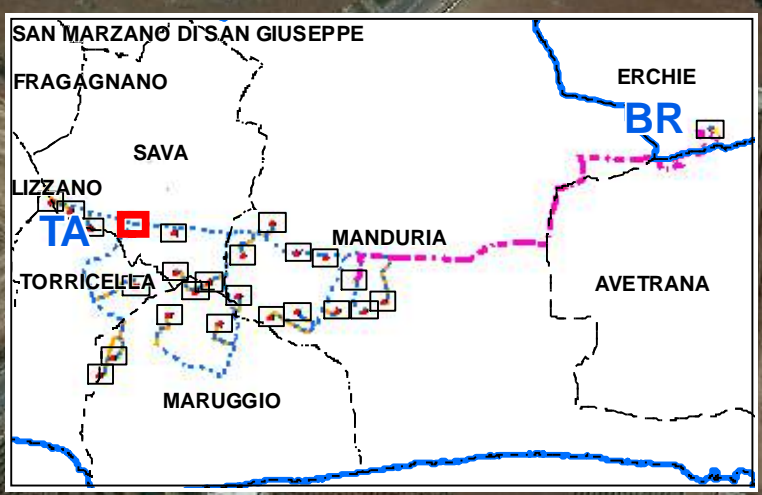 SAN MARZANO DI SAN GIUSEPPE
FRAGAGNANO
ERCHIE
BR
SAVA
LIZZANO
TA
MANDURIA
TORRICELLA
AVETRANA
MARUGGIO